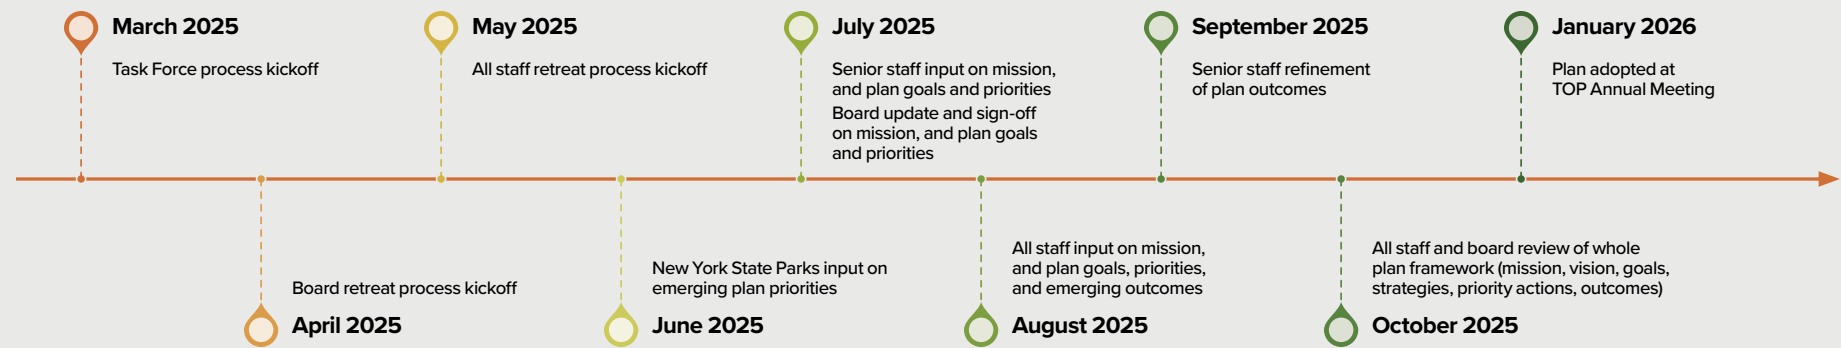 March 2025
Task Force process kickoff
May 2025
All staff retreat process kickoff
July 2025
Senior staff input on mission,
and plan goals and priorities
Board update and sign-off
on mission, and plan goals
and priorities
September 2025
Senior staff refinement
of plan outcomes
January 2026
Plan adopted at
TOP Annual Meeting
Board retreat process kickoff
April 2025
New York State Parks input on
emerging plan priorities
June 2025
All staff input on mission,
and plan goals, priorities,
and emerging outcomes
August 2025
All staff and board review of whole
plan framework (mission, vision, goals,
strategies, priority actions, outcomes)
October 2025